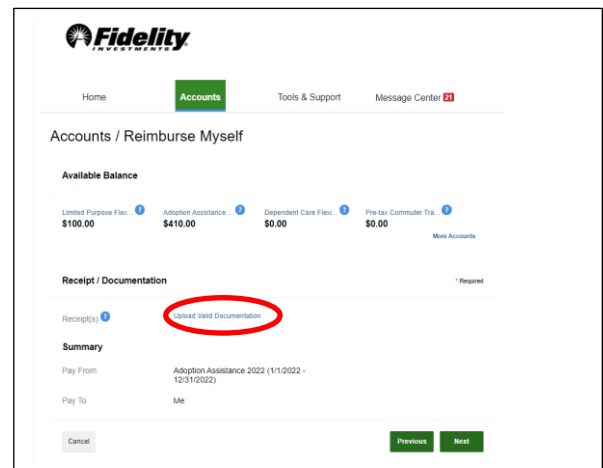 Fidelity
INVESTMENTS
Home Accounts Tools & Support Message Center 21
Accounts / Reimburse Myself
Available Balance
Limited Purpose Flex... ? Adoption Assistance ... ? Dependent Care Flexi... ? Pre-tax Commuter Tra... ?
$100.00 $410.00 $0.00 $0.00
More Accounts
Receipt / Documentation * Required
Receipt(s) ? Upload Valid Documentation
Summary
Pay From Adoption Assistance 2022 (1/1/2022 -
12/31/2022)
Pay To Me
Cancel Previous Next